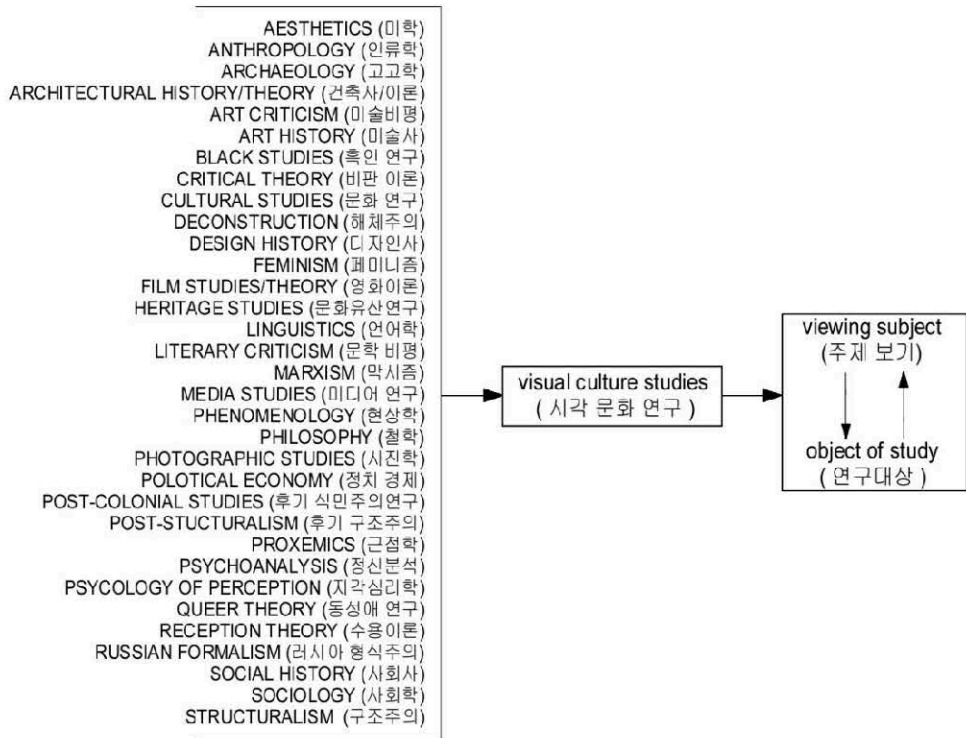 AESTHETICS (미학)
ANTHROPOLOGY (인류학)
ARCHAEOLOGY (고고학)
ARCHITECTURAL HISTORY/THEORY (건축사/이론)
ART CRITICISM (미술비평)
ART HISTORY (미술사)
BLACK STUDIES (흑인 연구)
CRITICAL THEORY (비판 이론)
CULTURAL STUDIES (문화 연구)
DECONSTRUCTION (해체주의)
DESIGN HISTORY (디자인사)
FEMINISM (페미니즘)
FILM STUDIES/THEORY (영화이론)
HERITAGE STUDIES (문화유산연구)
LINGUISTICS (언어학)
LITERARY CRITICISM (문학 비평)
MARXISM (막시즘)
MEDIA STUDIES (미디어 연구)
PHENOMENOLOGY (현상학)
PHILOSOPHY (철학)
PHOTOGRAPHIC STUDIES (시진학)
POLOTICAL ECONOMY (정치 경제)
POST-COLONIAL STUDIES (후기 식민주의연구)
POST-STUCTURALISM (후기 구조주의)
PROXEMICS (근접학)
PSYCHOANALYSIS (정신분석)
PSYCOLOGY OF PERCEPTION (지각심리학)
QUEER THEORY (동성애 연구)
RECEPTION THEORY (수용이론)
RUSSIAN FORMALISM (러시아 형식주의)
SOCIAL HISTORY (사회사)
SOCIOLOGY (사회학)
STRUCTURALISM (구조주의)
visual culture studies
( 시각 문화 연구 )
viewing subject
(주제 보기)
object of study
( 연구대상 )